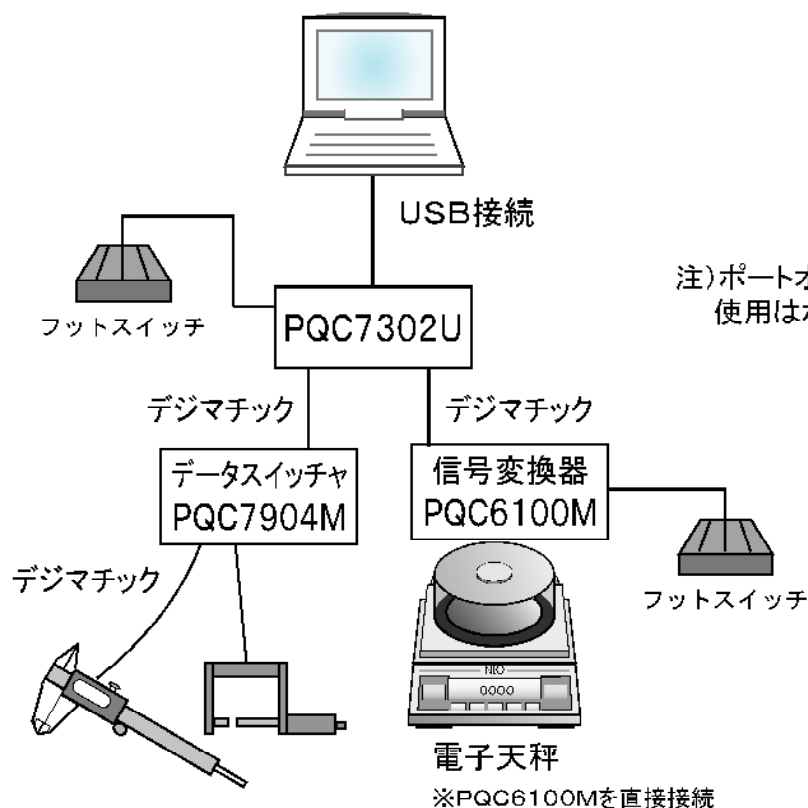 USB接続
注)ポート
使用は
フットスイッチ
PQC7302U
デジマチック
デジマチック
データスイッチャ
PQC7904M
信号変換器
PQC6100M
デジマチック
フットスイッチ
0000
電子天秤
※PQC6100Mを直接接続